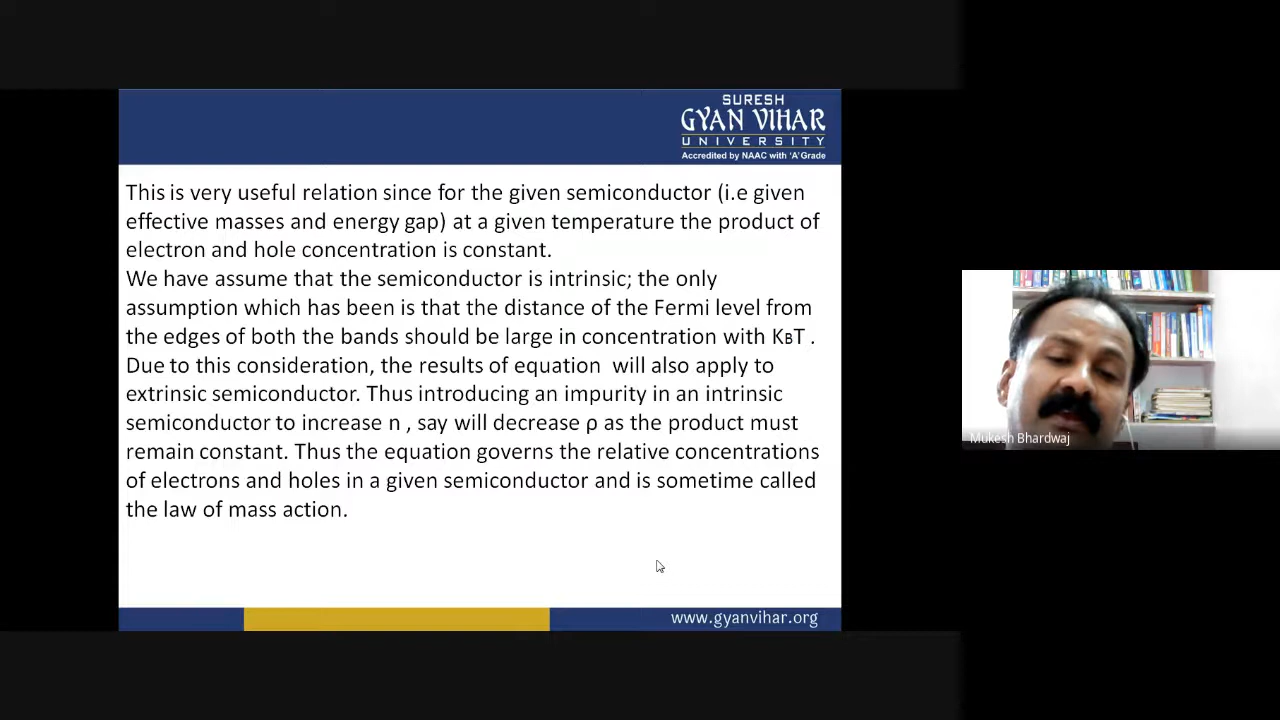 SURESH
GYAN VIHAR
UNIVERSITY
Accredited by NAAC with 'A' Grade
This is very useful relation since for the given semiconductor (i.e given
effective masses and energy gap) at a given temperature the product of
electron and hole concentration is constant.
We have assume that the semiconductor is intrinsic; the only
assumption which has been is that the distance of the Fermi level from
the edges of both the bands should be large in concentration with KBT .
Due to this consideration, the results of equation  will also apply to
extrinsic semiconductor. Thus introducing an impurity in an intrinsic
semiconductor to increase n , say will decrease ρ as the product must
remain constant. Thus the equation governs the relative concentrations
of electrons and holes in a given semiconductor and is sometime called
the law of mass action.
www.gyanvihar.org
Mukesh Bhardwaj